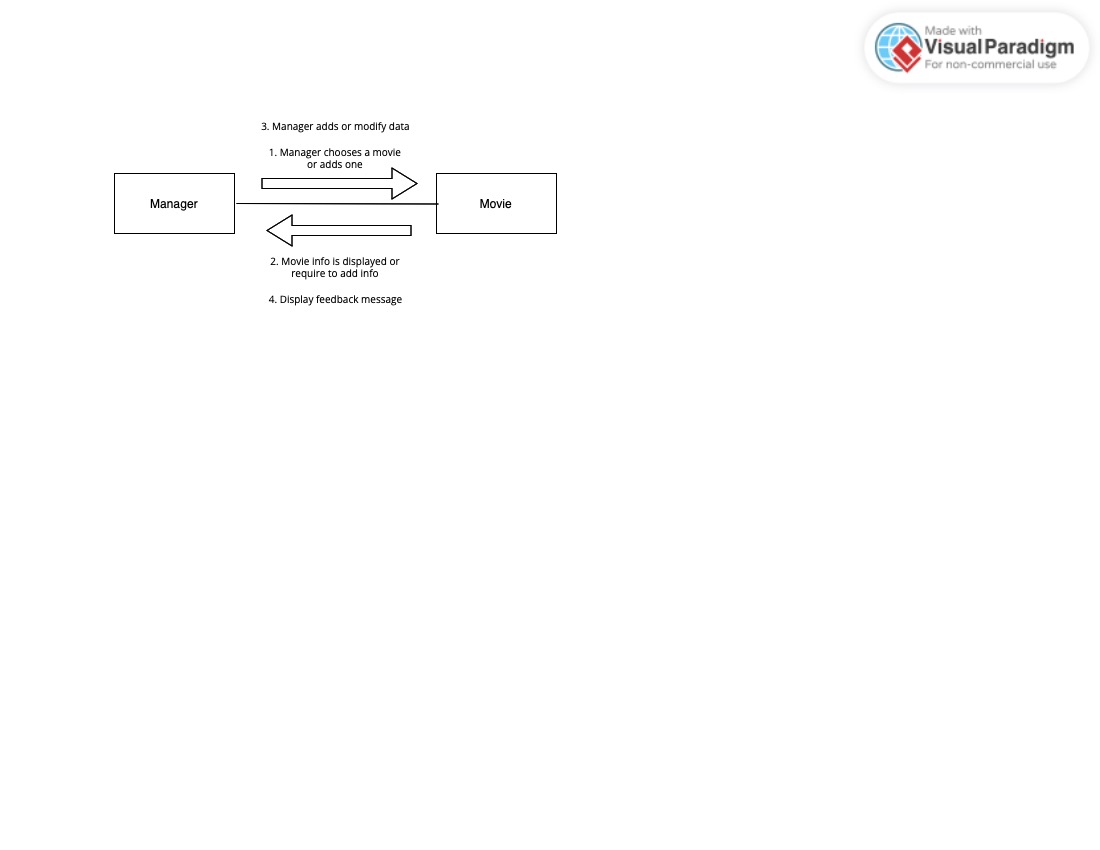 Made with
Visual Paradigm
For non-commercial use
3. Manager adds or modify data
1. Manager chooses a movie
or adds one
Manager
Movie
2. Movie info is displayed or
require to add info
4. Display feedback message